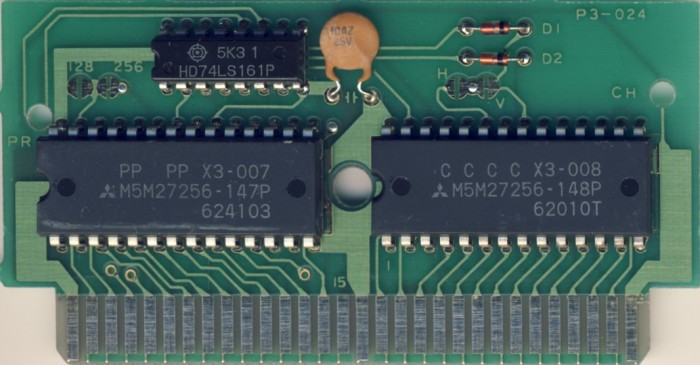 P3-024
104Z
25V
5K3 1
HD74LS161P
D1
D2
128 256
H
V
CH
PR
PP PP X3-007
M5M27256-147P
624103
C C C C X3-008
M5M27256-148P
62010T
15
1